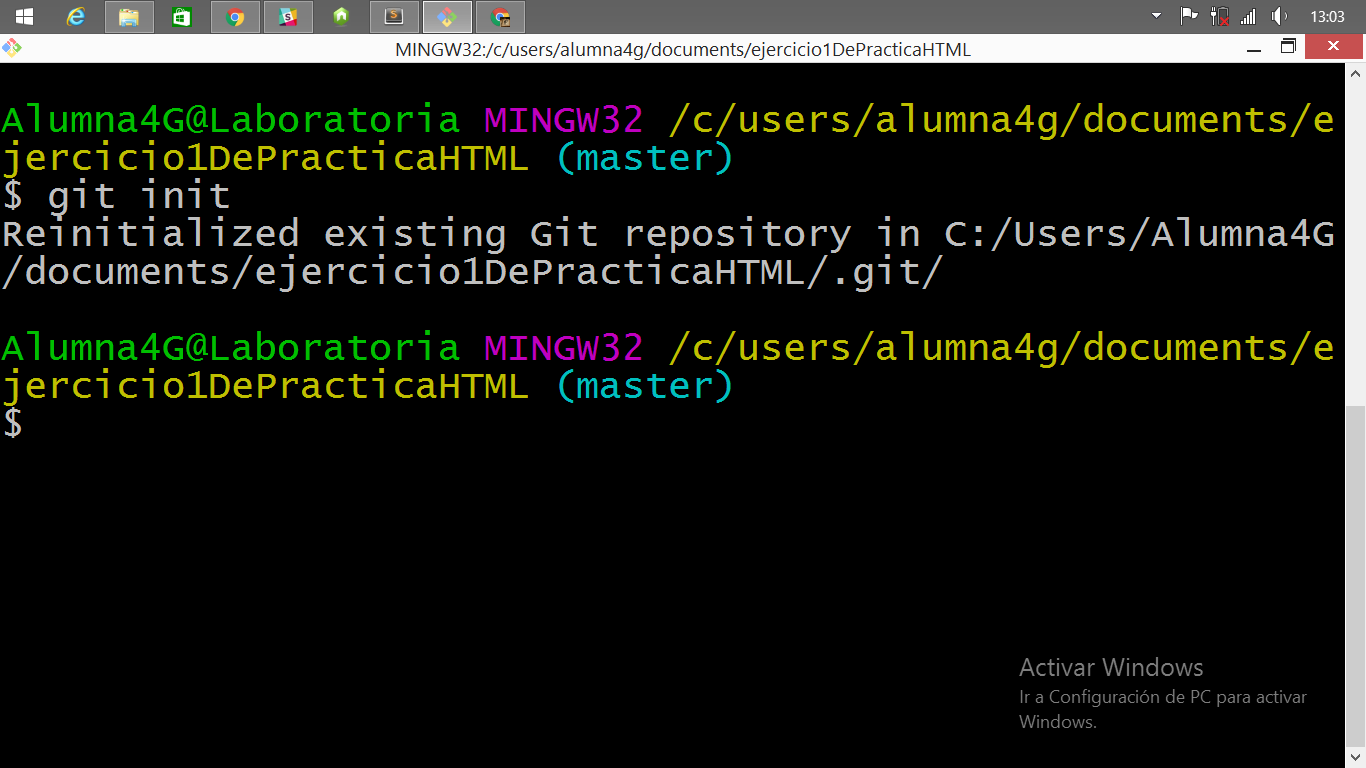 13:03
MINGW32:/c/users/alumna4g/documents/ejercicio1DePracticaHTML
Alumna4G@Laboratoria MINGW32 /c/users/alumna4g/documents/e
jercicio1DePracticaHTML (master)
$ git init
Reinitialized existing Git repository in C:/Users/Alumna4G
/documents/ejercicio1DePracticaHTML/.git/
Alumna4G@Laboratoria MINGW32 /c/users/alumna4g/documents/e
jercicio1DePracticaHTML (master)
$
Activar Windows
Ir a Configuración de PC para activar
Windows.